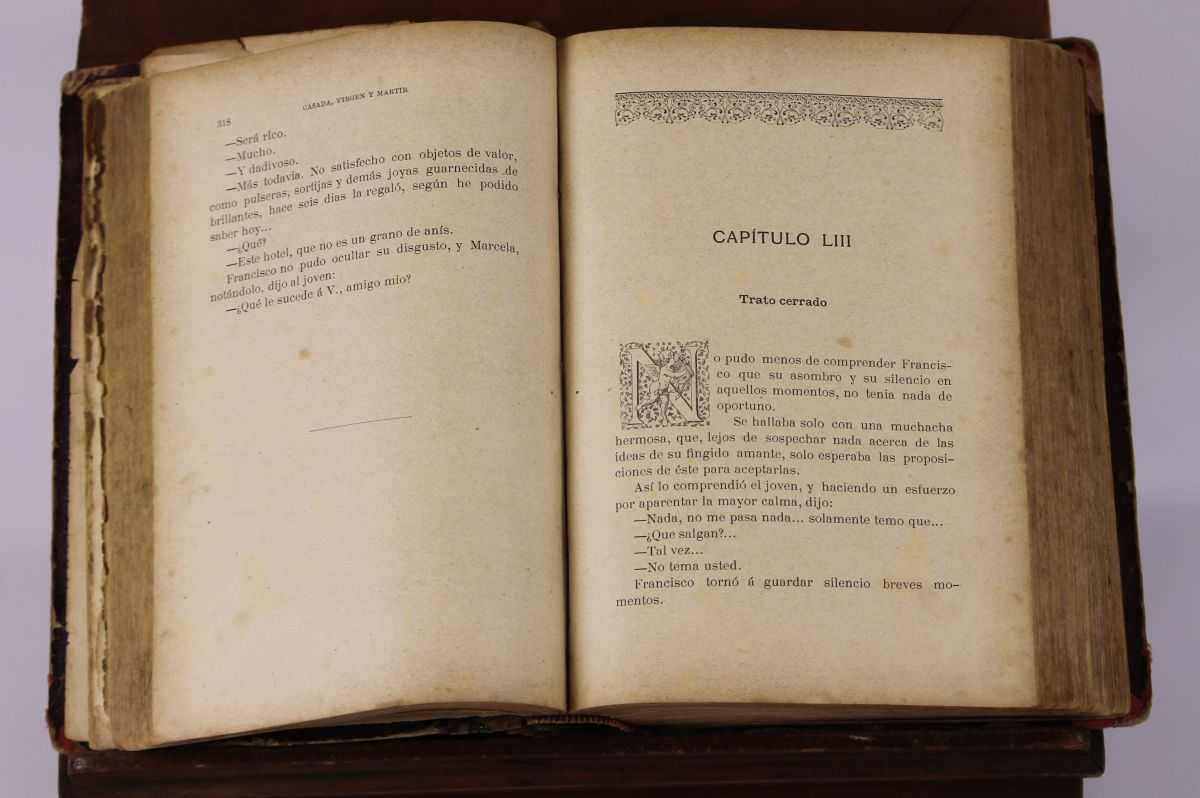 318
CASADA, VIRGEN Y MARTIR
—Será rico.
—Mucho.
—Y dadivoso.
—Más todavía. No satisfecho con objetos de valor,
como pulseras, sortijas y demás joyas guarnecidas de
brillantes, hace seis dias la regaló, según he podido
saber hoy...
—¿Qué?
—Este hotel, que no es un grano de anís.
Francisco no pudo ocultar su disgusto, y Marcela,
notándolo, dijo al joven:
—¿Qué le sucede á V., amigo mio?
CAPÍTULO LIII
Trato cerrado
No pudo menos de comprender Francis-
co que su asombro y su silencio en
aquellos momentos, no tenia nada de
oportuno.
Se hallaba solo con una muchacha
hermosa, que, lejos de sospechar nada acerca de las
ideas de su fingido amante, solo esperaba las proposi-
ciones de éste para aceptarlas.
Así lo comprendió el joven, y haciendo un esfuerzo
por aparentar la mayor calma, dijo:
—Nada, no me pasa nada... solamente temo que...
—¿Que salgan?...
—Tal vez...
—No tema usted.
Francisco tornó á guardar silencio breves mo-
mentos.